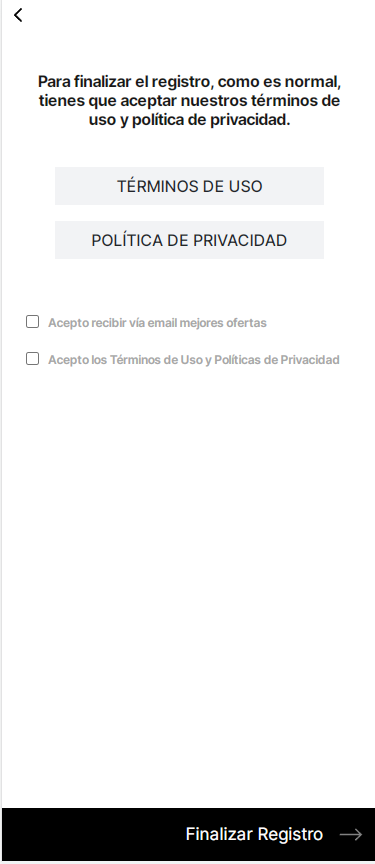 Para finalizar el registro, como es normal,
tienes que aceptar nuestros términos de
uso y política de privacidad.
TÉRMINOS DE USO
POLÍTICA DE PRIVACIDAD
Acepto recibir vía email mejores ofertas
Acepto los Términos de Uso y Políticas de Privacidad
Finalizar Registro